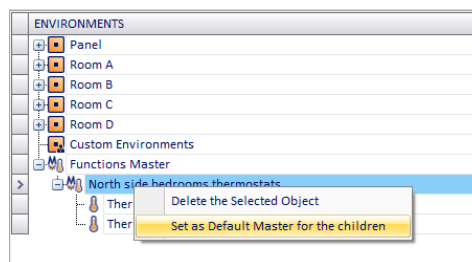 ENVIRONMENTS
Panel
Room A
Room B
Room C
Room D
Custom Environments
Functions Master
North side bedrooms thermostats
Ther
Delete the Selected Object
Ther
Set as Default Master for the children